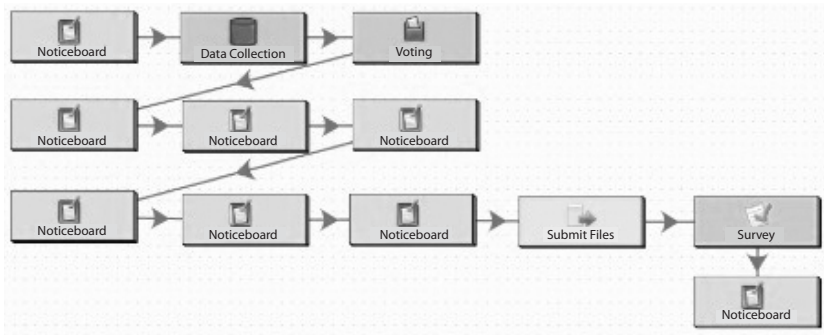 Noticeboard
Data Collection
Voting
Noticeboard
Noticeboard
Noticeboard
Noticeboard
Noticeboard
Noticeboard
Submit Files
Survey
Noticeboard